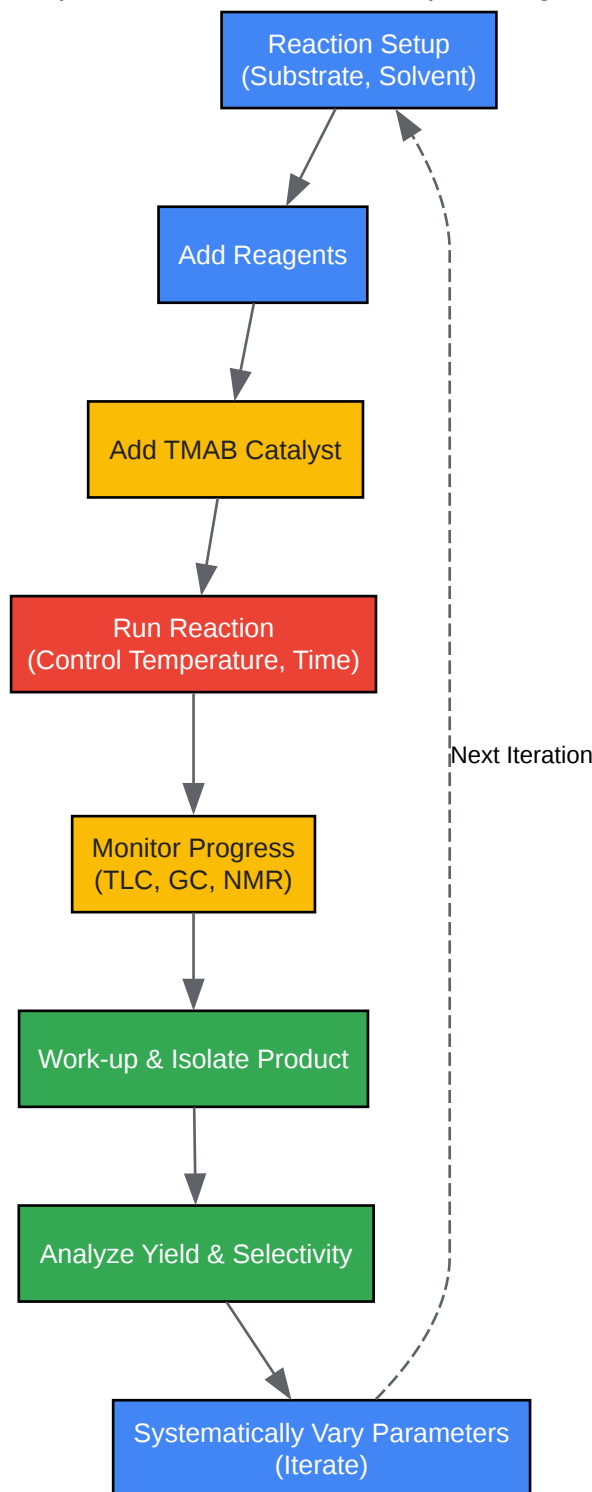 Reaction Setup
(Substrate, Solvent)
Add Reagents
Add TMAB Catalyst
Run Reaction
(Control Temperature, Time)
Next Iteration
Monitor Progress
(TLC, GC, NMR)
Work-up & Isolate Product
Analyze Yield & Selectivity
Systematically Vary Parameters
(Iterate)